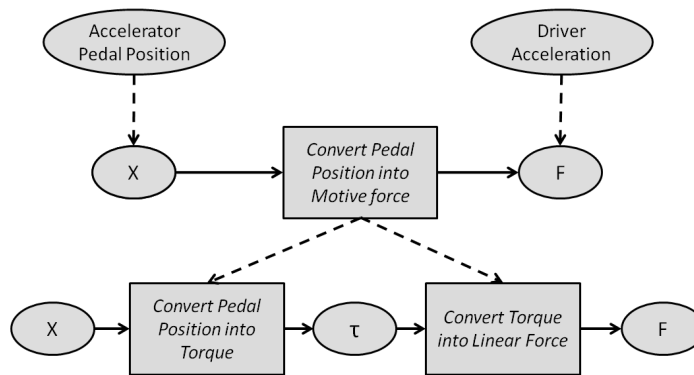 Accelerator
Pedal Position
Driver
Acceleration
X
Convert Pedal
Position into
Motive force
F
X
Convert Pedal
Position into
Torque
τ
Convert Torque
into Linear Force
F